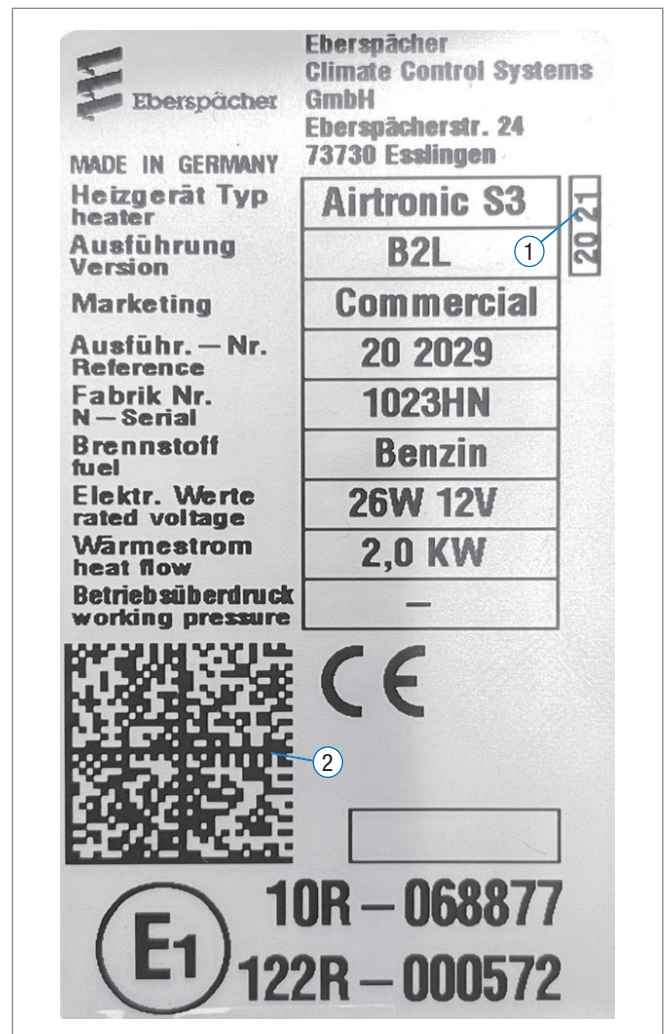 Eberspächer
Eberspächer
Climate Control Systems
GmbH
Eberspächerstr. 24
73730 Esslingen
MADE IN GERMANY
Heizgerät Typ
heater
Airtronic S3
20 21
1
Ausführung
Version
B2L
Marketing
Commercial
Ausführ. — Nr.
Reference
20 2029
Fabrik Nr.
N — Serial
1023HN
Brennstoff
fuel
Benzin
Elektr. Werte
rated voltage
26W 12V
Wärmestrom
heat flow
2,0 KW
Betriebsüberdruck
working pressure
–
CE
2
E1
10R — 068877
122R — 000572